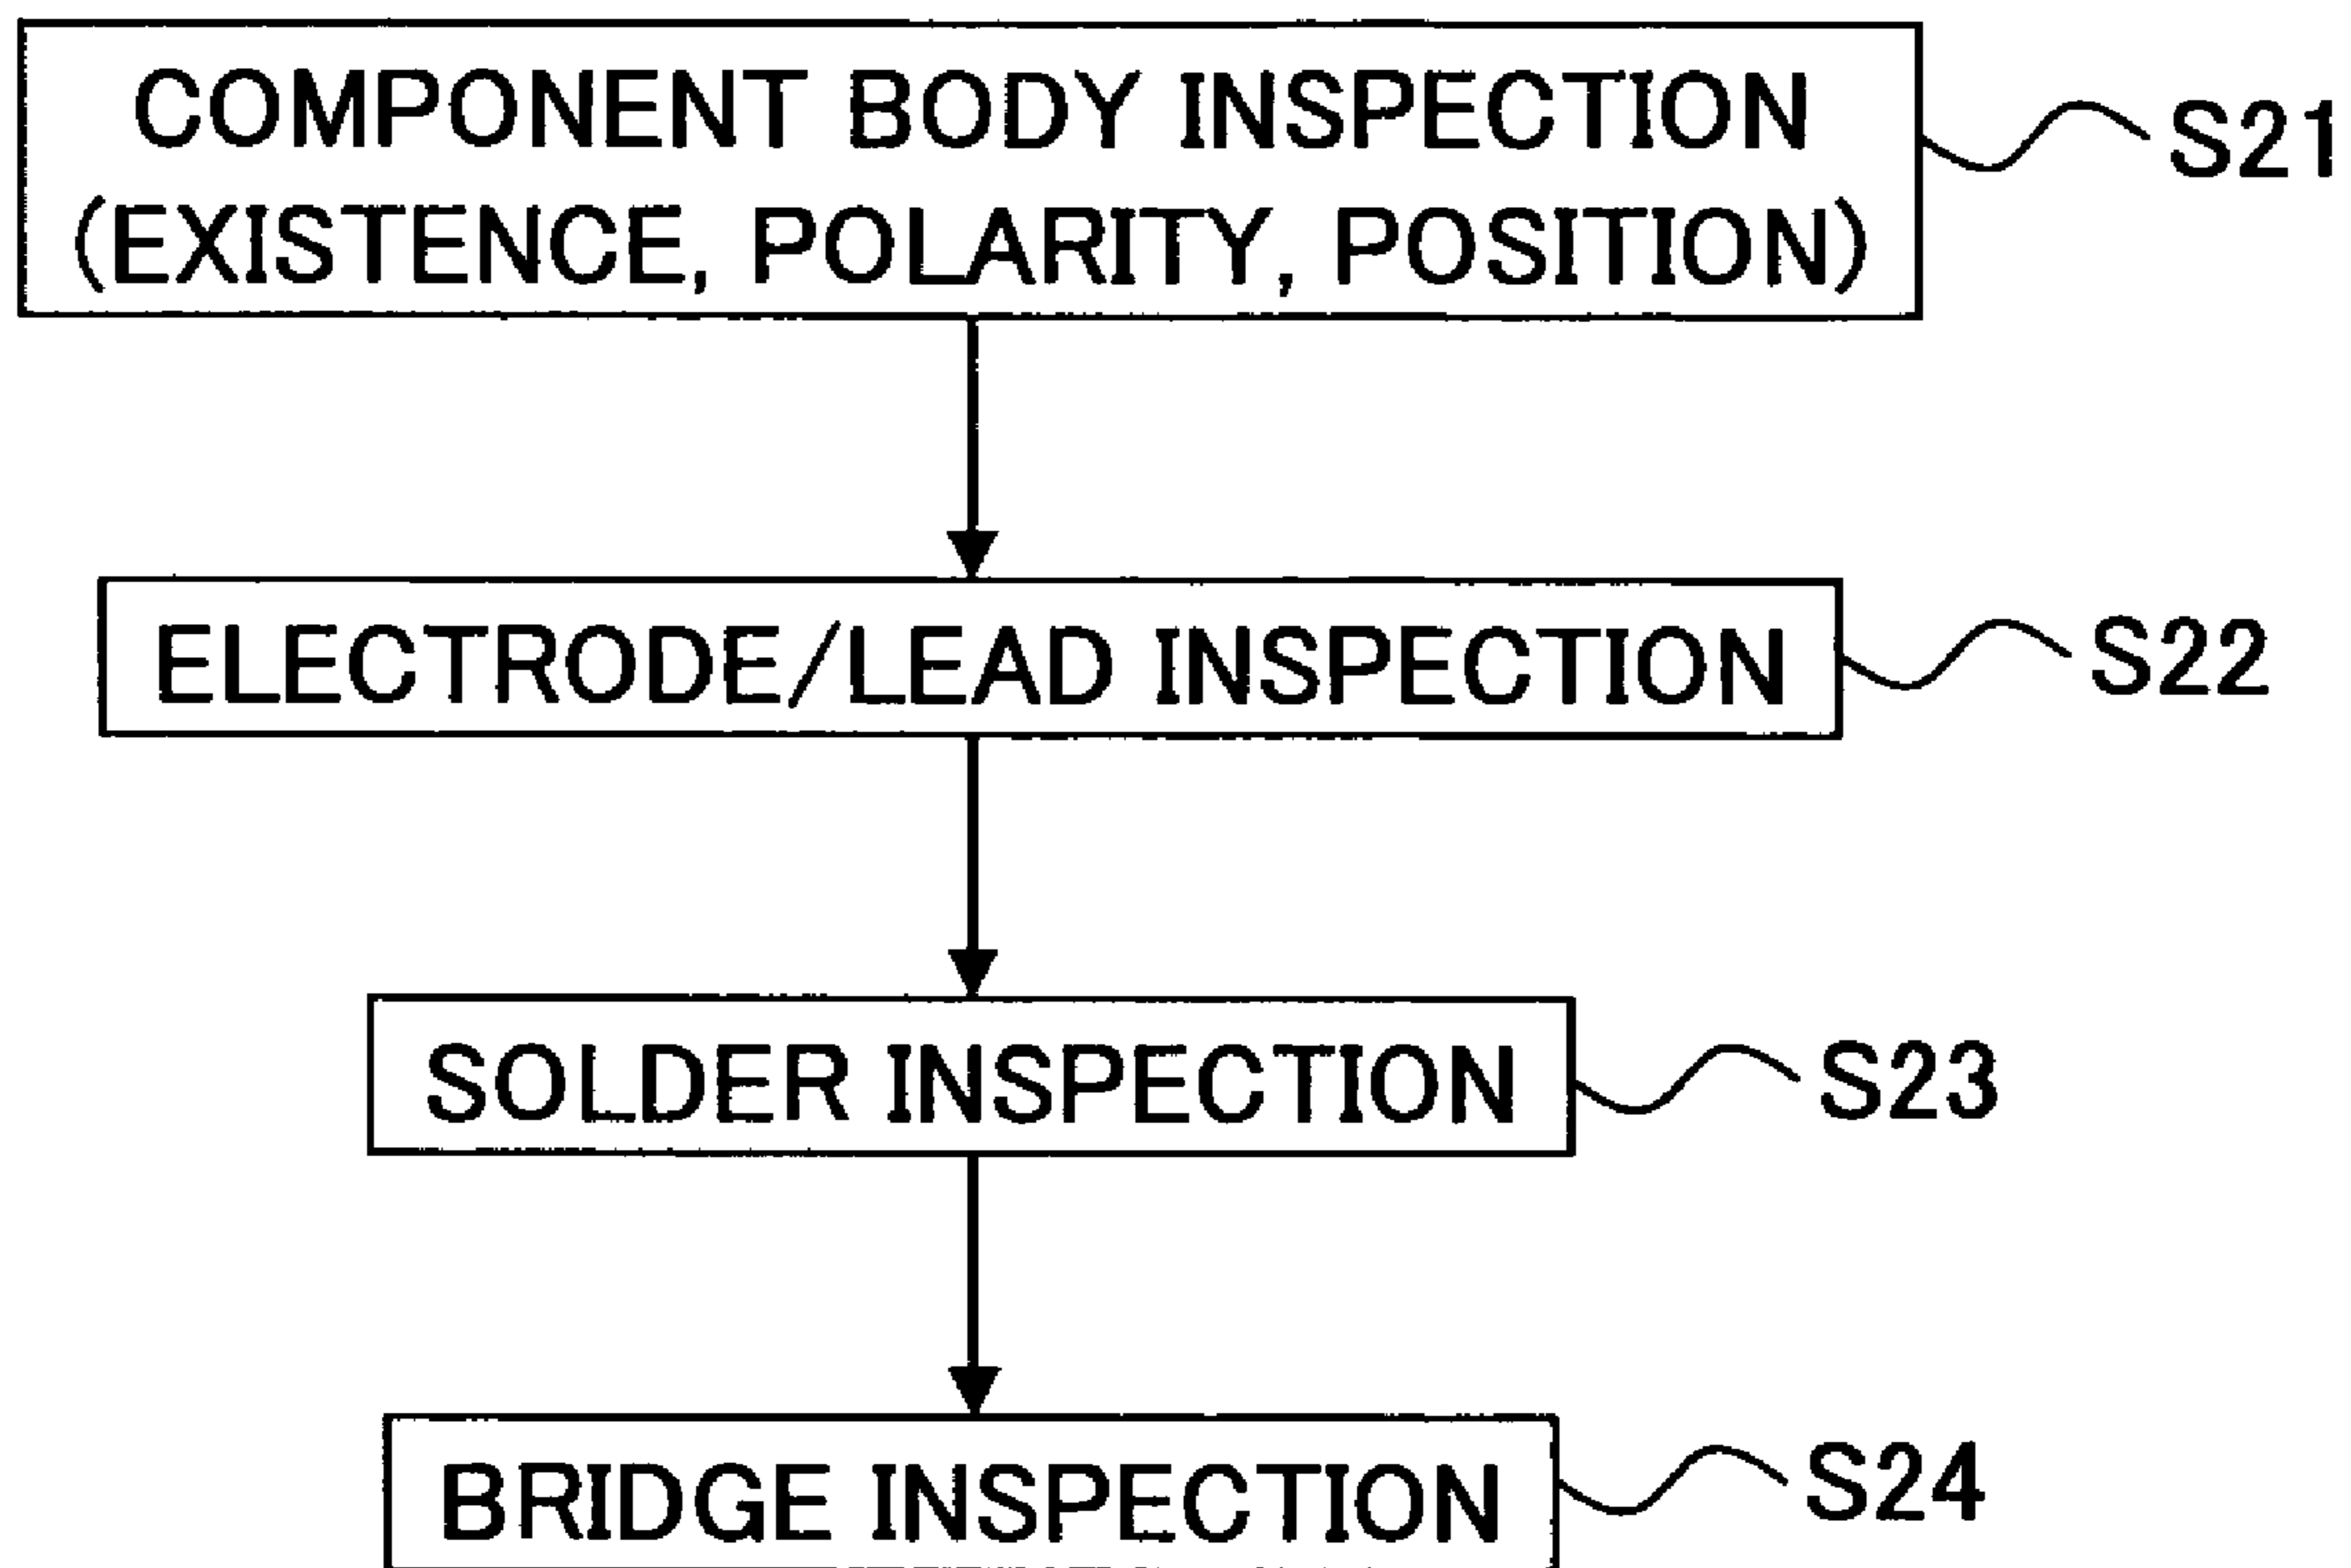 COMPONENT BODY INSPECTION
(EXISTENCE, POLARITY, POSITION)
S21
ELECTRODE/LEAD INSPECTION
S22
SOLDER INSPECTION
S23
BRIDGE INSPECTION
S24